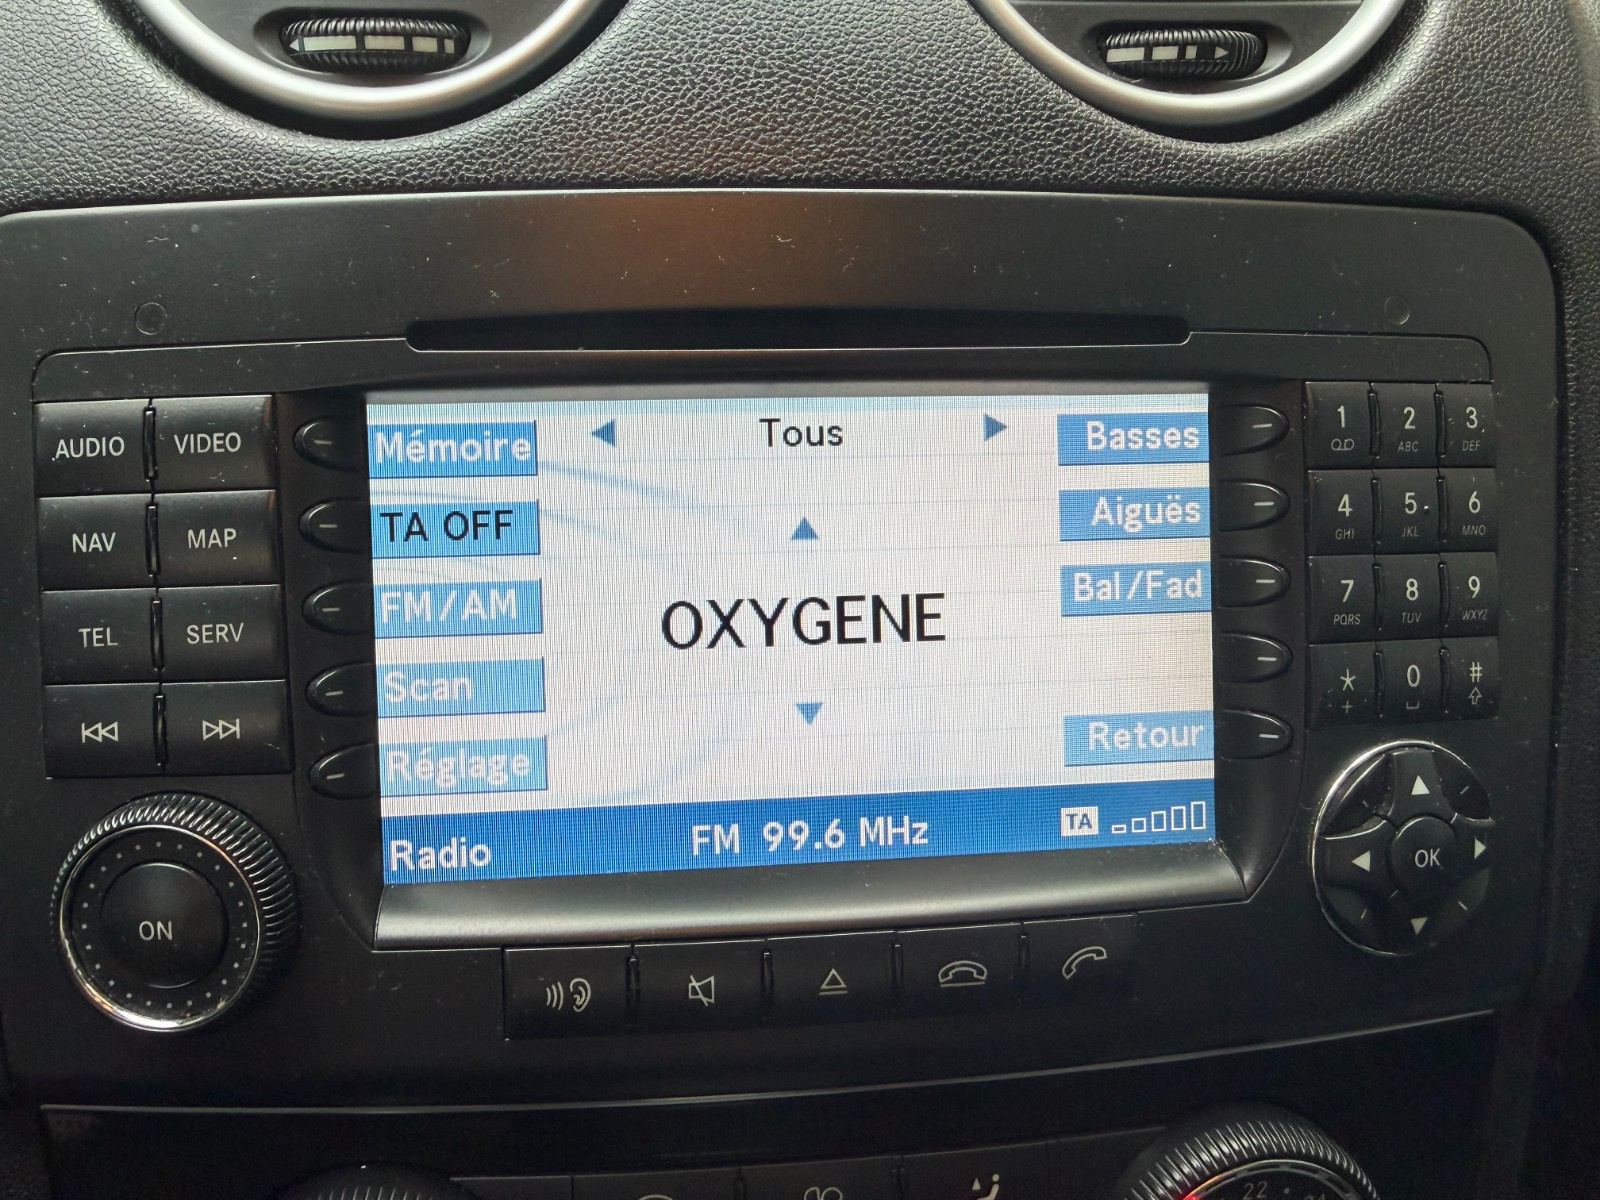 AUDIO
VIDEO
NAV
MAP
TEL
SERV
ON
Mémoire
TA OFF
FM/AM
Scan
Réglage
Tous
OXYGENE
Basses
Aiguës
Bal/Fad
Retour
Radio
FM 99.6 MHz
TA
1
2 ABC
3 DEF
4 GHI
5 JKL
6 MNO
7 PQRS
8 TUV
9 WXYZ
* +
0
#
OK
22